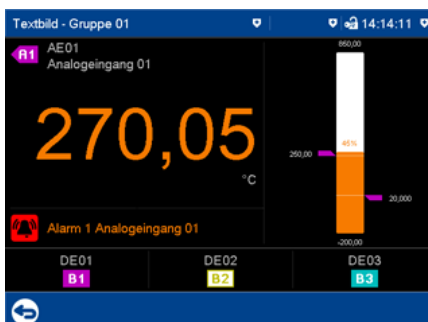 Textbild - Gruppe 01
14:14:11
A1
AE01
Analogeingang 01
270,05
°C
Alarm 1 Analogeingang 01
850,00
45%
250,00
20,000
-200,00
DE01
DE02
DE03
B1
B2
B3